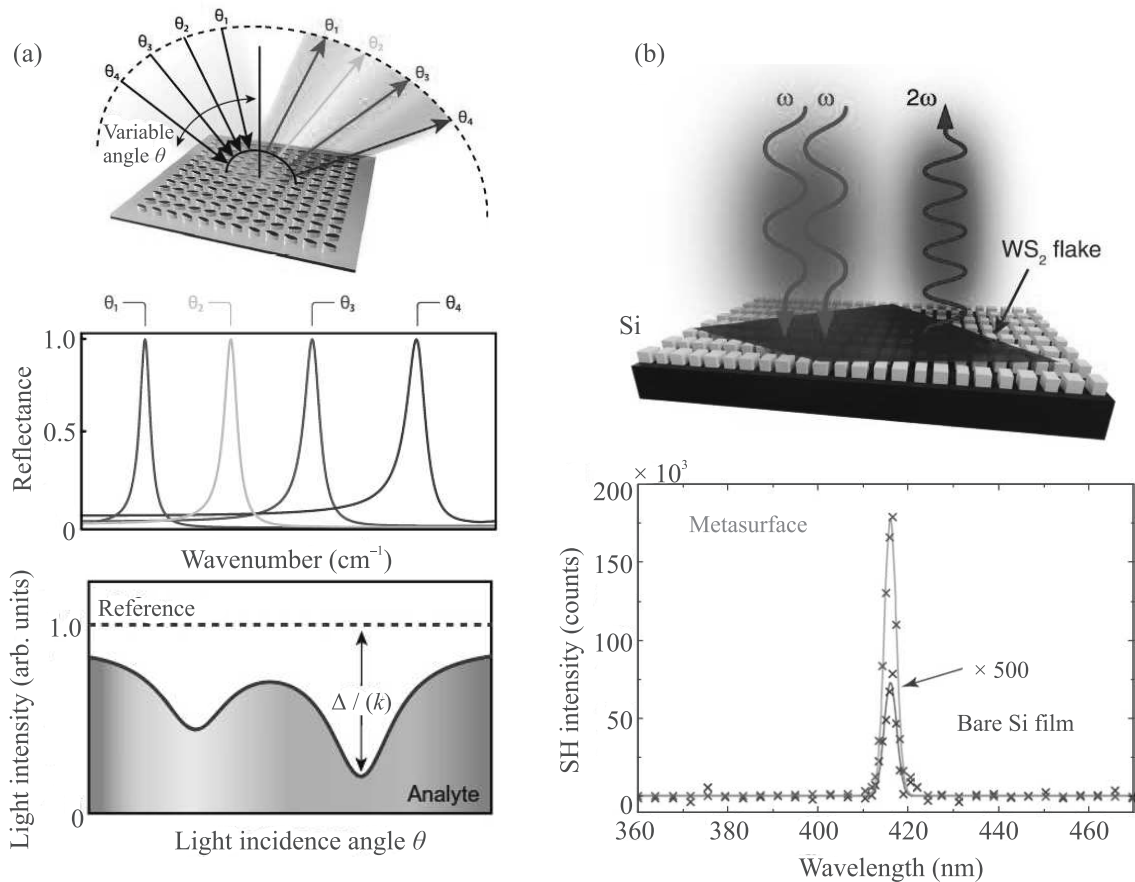 (a)
θ₁
θ₂
θ₃
θ₄
θ₁
θ₂
θ₃
θ₄
Variable
angle θ
θ₁
θ₂
θ₃
θ₄
1.0
0.5
0
Reflectance
Wavenumber (cm⁻¹)
Light intensity (arb. units)
Reference
1.0
Δ / (k)
Analyte
0
Light incidence angle θ
(b)
ω
ω
2ω
WS₂ flake
Si
× 10³
200
150
100
50
0
SH intensity (counts)
Metasurface
× 500
Bare Si film
360
380
400
420
440
460
Wavelength (nm)